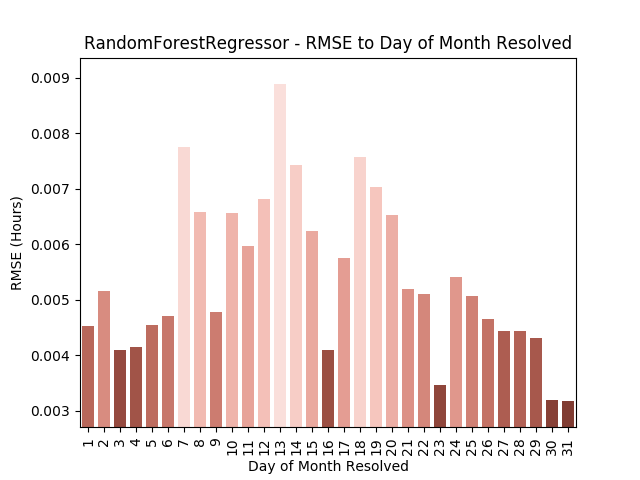 RandomForestRegressor - RMSE to Day of Month Resolved
0.009
0.008
0.007
0.006
0.005
0.004
0.003
RMSE (Hours)
1 2 3 4 5 6 7 8 9 10 11 12 13 14 15 16 17 18 19 20 21 22 23 24 25 26 27 28 29 30 31
Day of Month Resolved